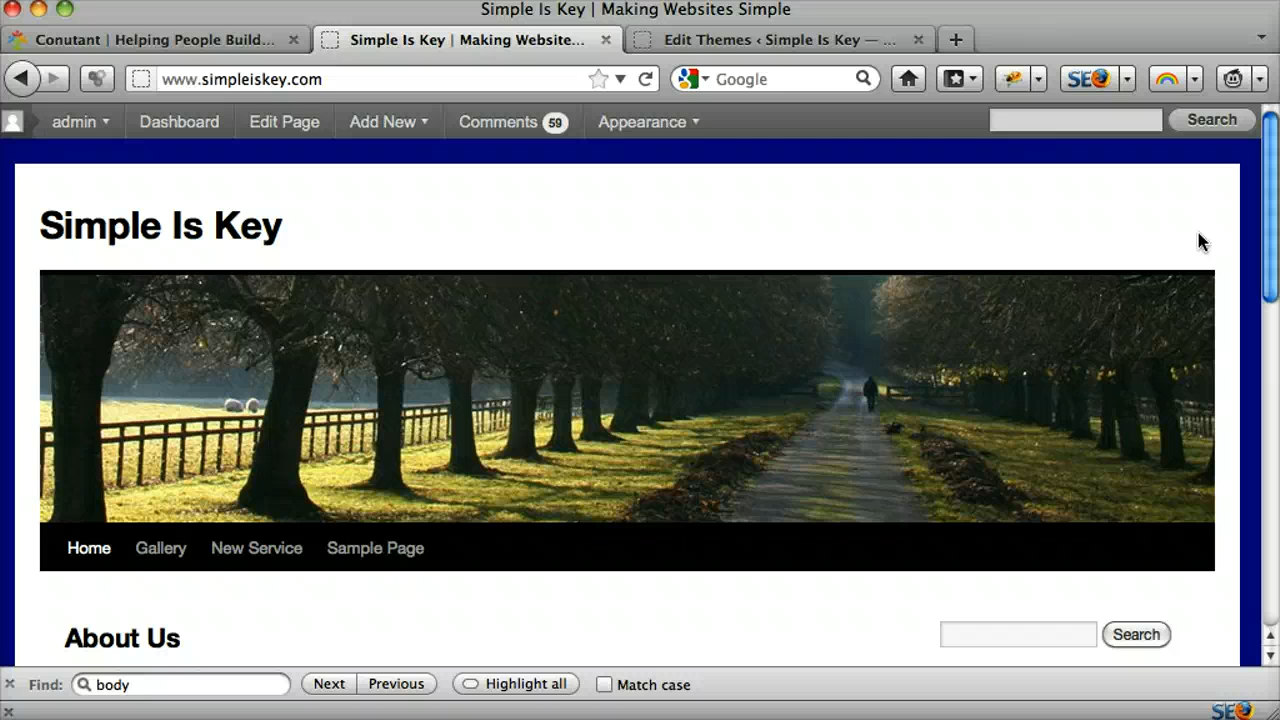 Simple Is Key | Making Websites Simple
Conutant | Helping People Build... Simple Is Key | Making Website... Edit Themes ‹ Simple Is Key — ...
www.simpleiskey.com Google SEO
admin Dashboard Edit Page Add New Comments 59 Appearance Search
Simple Is Key
Home Gallery New Service Sample Page
About Us Search
Find: body Next Previous Highlight all Match case
SEO